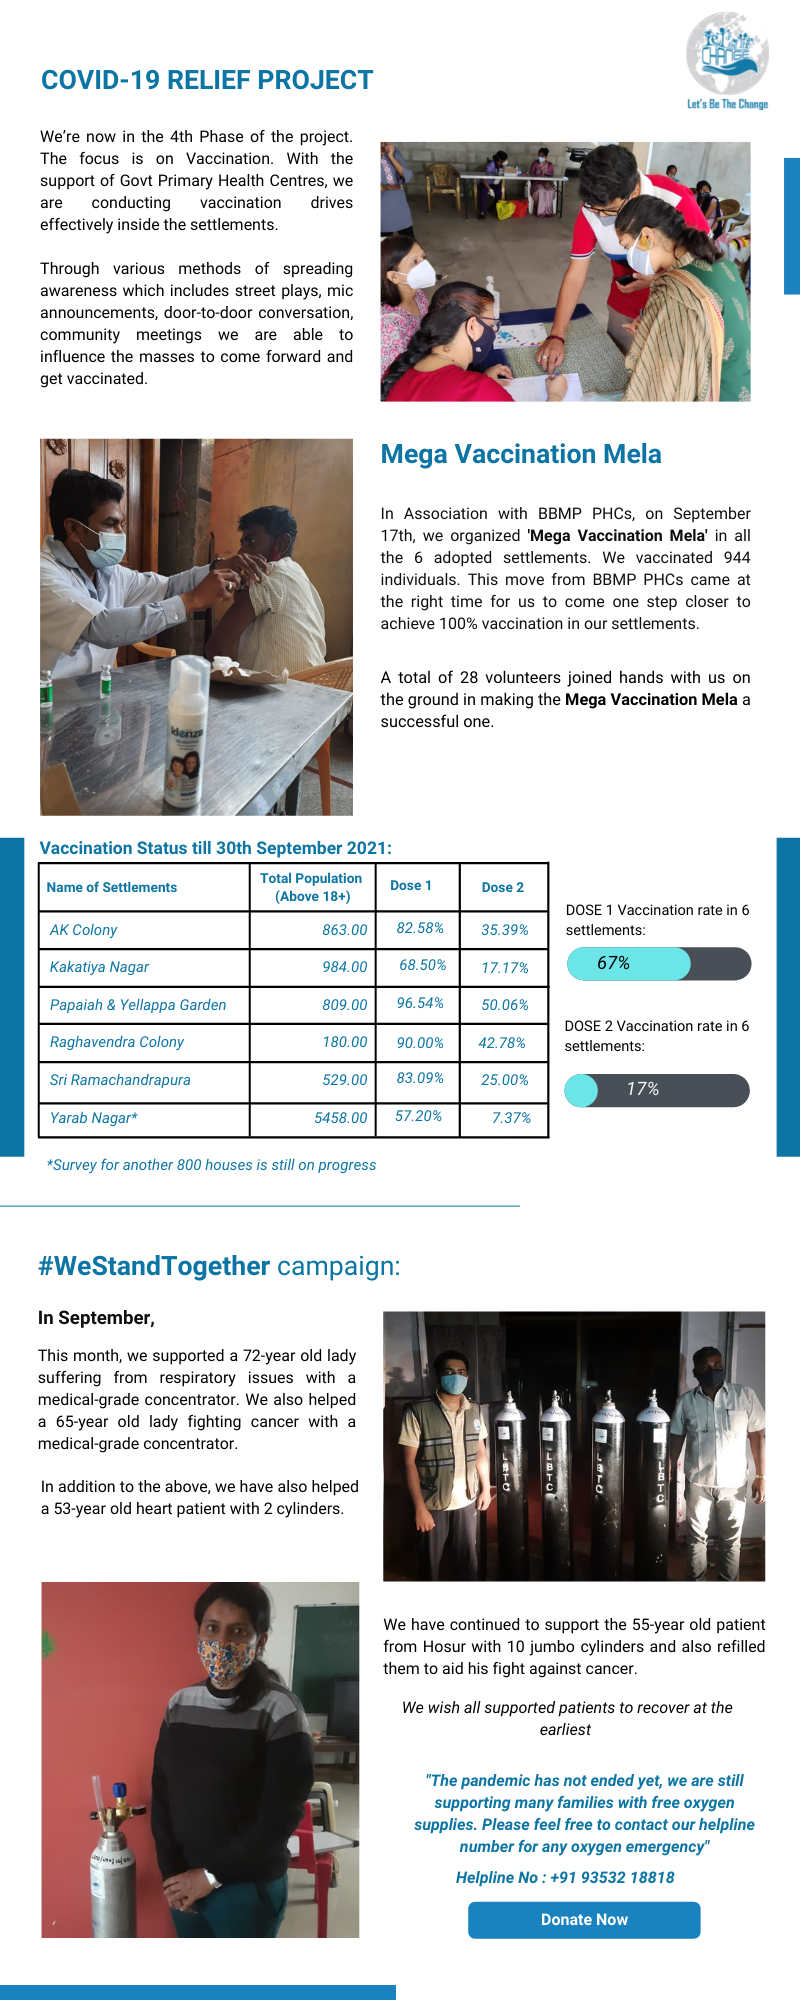 CHANGE
Let's Be The Change
COVID-19 RELIEF PROJECT
We're now in the 4th Phase of the project.
The focus is on Vaccination. With the
support of Govt Primary Health Centres, we
are conducting vaccination drives
effectively inside the settlements.
Through various methods of spreading
awareness which includes street plays, mic
announcements, door-to-door conversation,
community meetings we are able to
influence the masses to come forward and
get vaccinated.
klenza
Mega Vaccination Mela
In Association with BBMP PHCs, on September
17th, we organized 'Mega Vaccination Mela' in all
the 6 adopted settlements. We vaccinated 944
individuals. This move from BBMP PHCs came at
the right time for us to come one step closer to
achieve 100% vaccination in our settlements.
A total of 28 volunteers joined hands with us on
the ground in making the Mega Vaccination Mela a
successful one.
Vaccination Status till 30th September 2021:
Name of Settlements Total Population (Above 18+) Dose 1 Dose 2
AK Colony 863.00 82.58% 35.39%
Kakatiya Nagar 984.00 68.50% 17.17%
Papaiah & Yellappa Garden 809.00 96.54% 50.06%
Raghavendra Colony 180.00 90.00% 42.78%
Sri Ramachandrapura 529.00 83.09% 25.00%
Yarab Nagar* 5458.00 57.20% 7.37%
*Survey for another 800 houses is still on progress
DOSE 1 Vaccination rate in 6
settlements:
67%
DOSE 2 Vaccination rate in 6
settlements:
17%
#WeStandTogether campaign:
In September,
This month, we supported a 72-year old lady
suffering from respiratory issues with a
medical-grade concentrator. We also helped
a 65-year old lady fighting cancer with a
medical-grade concentrator.
In addition to the above, we have also helped
a 53-year old heart patient with 2 cylinders.
LBTC
LBTC
LBTC
LBTC
We have continued to support the 55-year old patient
from Hosur with 10 jumbo cylinders and also refilled
them to aid his fight against cancer.
We wish all supported patients to recover at the
earliest
"The pandemic has not ended yet, we are still
supporting many families with free oxygen
supplies. Please feel free to contact our helpline
number for any oxygen emergency"
Helpline No : +91 93532 18818
Donate Now